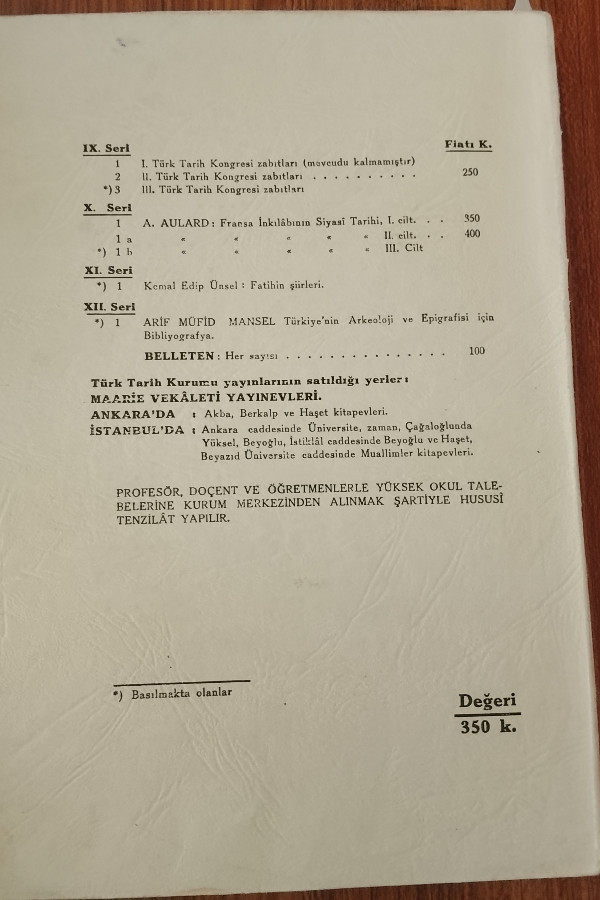 IX. Seri Fiatı K.
1 I. Türk Tarih Kongresi zabıtları (mevcudu kalmamıştır)
2 II. Türk Tarih Kongresi zabıtları . . . . . . . . . . 250
*) 3 III. Türk Tarih Kongresi zabıtları
X. Seri
1 A. AULARD : Fransa İnkılâbının Siyasî Tarihi, I. cilt. . . 350
1 a « « « « « II. cilt. . . 400
*) 1 b « « « « « III. Cilt
XI. Seri
*) 1 Kemal Edip Ünsel : Fatihin şiirleri.
XII. Seri
*) 1 ARİF MÜFİD MANSEL Türkiye'nin Arkeoloji ve Epigrafisi için
Bibliyografya.
BELLETEN : Her sayısı . . . . . . . . . . . . . . . 100
Türk Tarih Kurumu yayınlarının satıldığı yerler :
MAARİF VEKÂLETİ YAYINEVLERİ.
ANKARA'DA : Akba, Berkalp ve Haşet kitapevleri.
İSTANBUL'DA : Ankara caddesinde Üniversite, zaman, Çağaloğlunda
Yüksel, Beyoğlu, İstiklâl caddesinde Beyoğlu ve Haşet,
Beyazıd Üniversite caddesinde Muallimler kitapevleri.
PROFESÖR, DOÇENT VE ÖĞRETMENLERLE YÜKSEK OKUL TALE-
BELERİNE KURUM MERKEZİNDEN ALINMAK ŞARTİYLE HUSUSÎ
TENZİLÂT YAPILIR.
*) Basılmakta olanlar
Değeri
350 k.